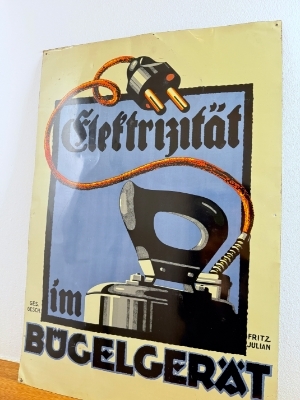 Elektrizität
im
GES.
GESCH.
FRITZ
JULIAN
BÜGELGERÄT